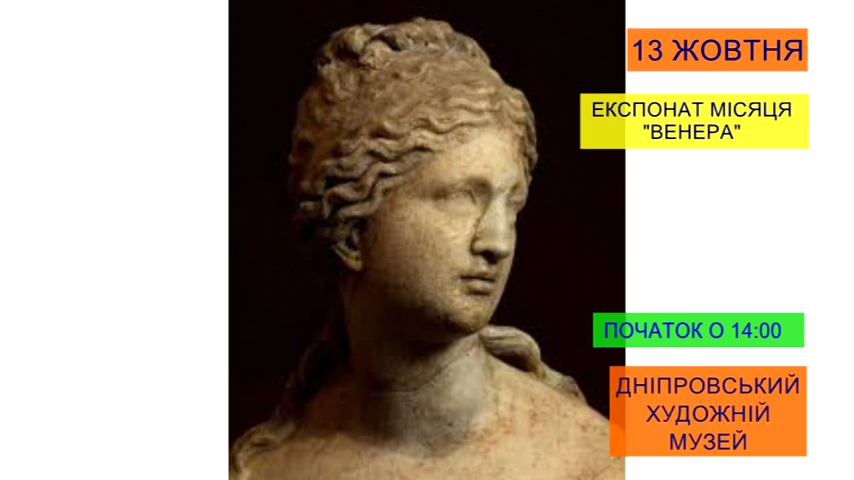 13 ЖОВТНЯ
ЕКСПОНАТ МІСЯЦЯ
"ВЕНЕРА"
ПОЧАТОК О 14:00
ДНІПРОВСЬКИЙ
ХУДОЖНІЙ
МУЗЕЙ